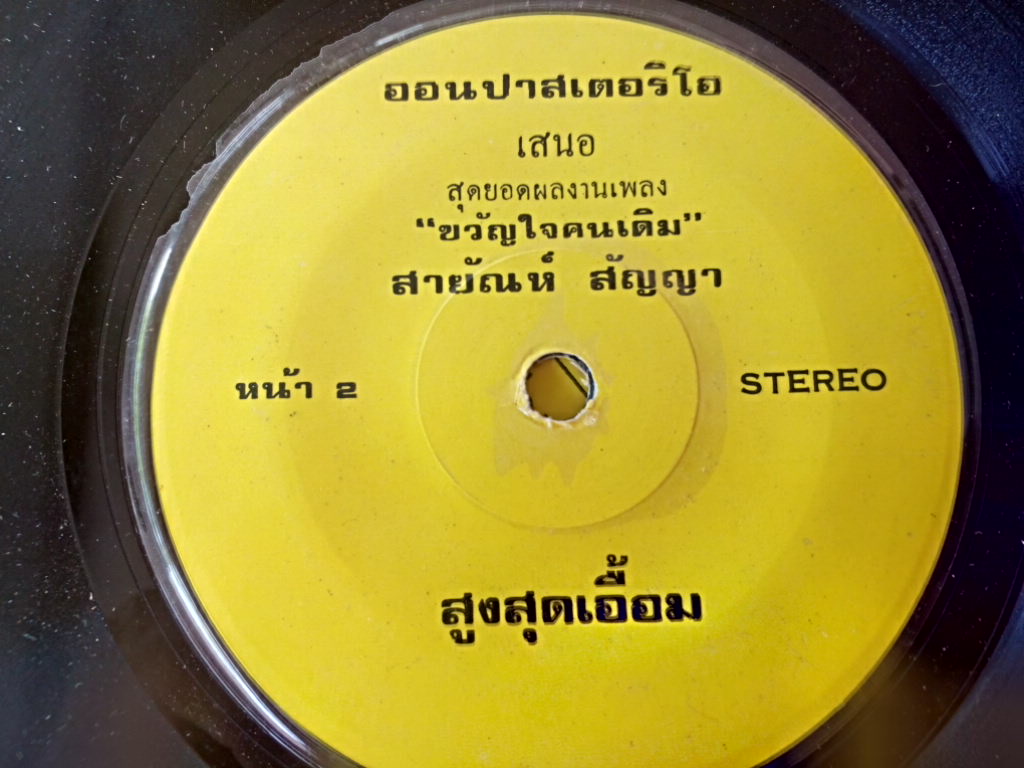 ออนปาสเตอริโอ
เสนอ
สุดยอดผลงานเพลง
“ขวัญใจคนเดิม”
สายัณห์ สัญญา
หน้า 2
STEREO
สูงสุดเอื้อม